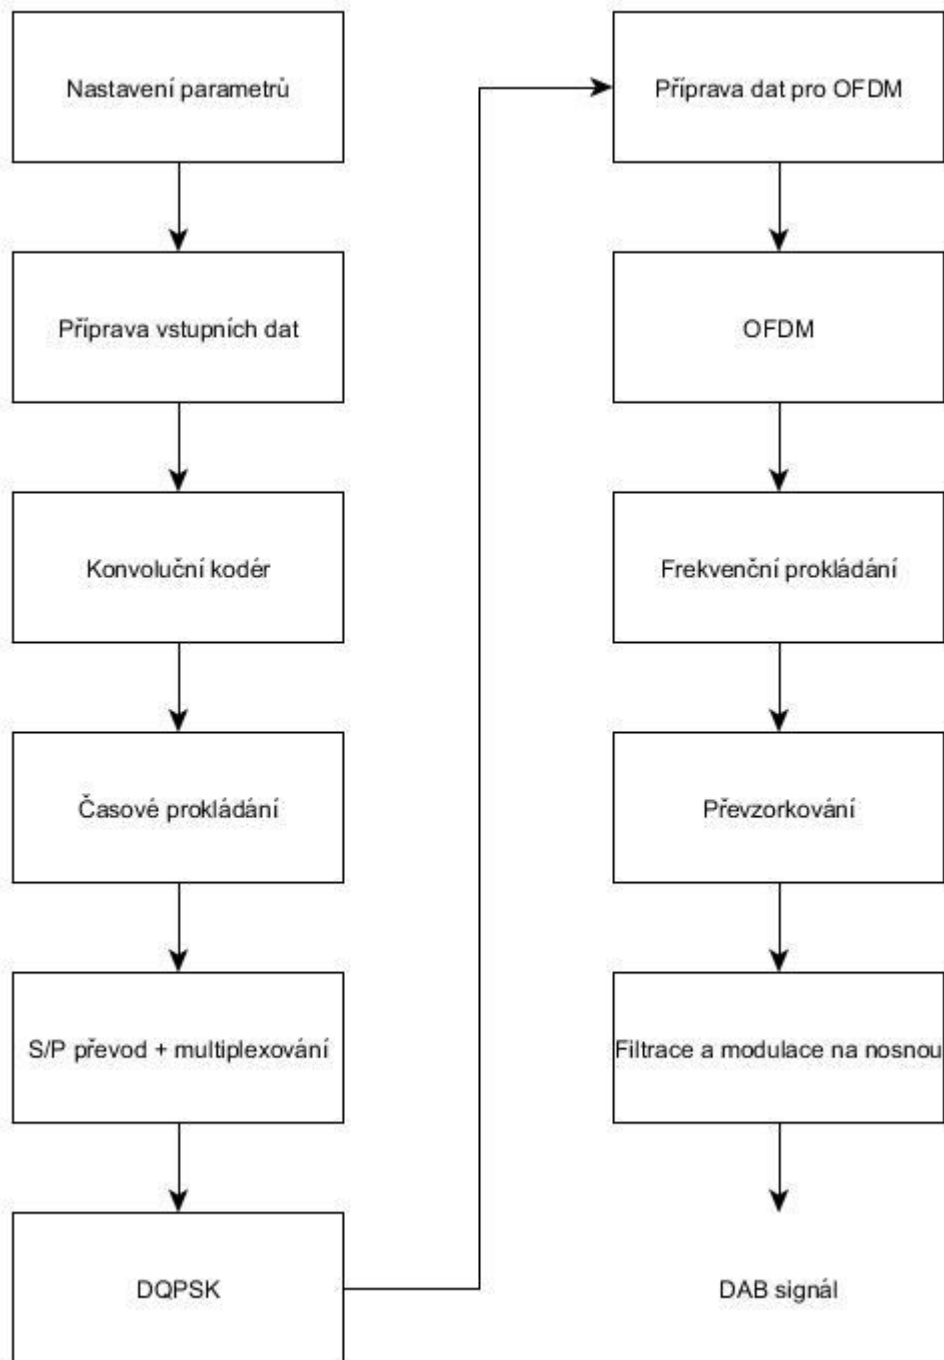 Nastavení parametrů
Příprava vstupních dat
Konvoluční kodér
Časové prokládání
S/P převod + multiplexování
DQPSK
Příprava dat pro OFDM
OFDM
Frekvenční prokládání
Převzorkování
Filtrace a modulace na nosnou
DAB signál